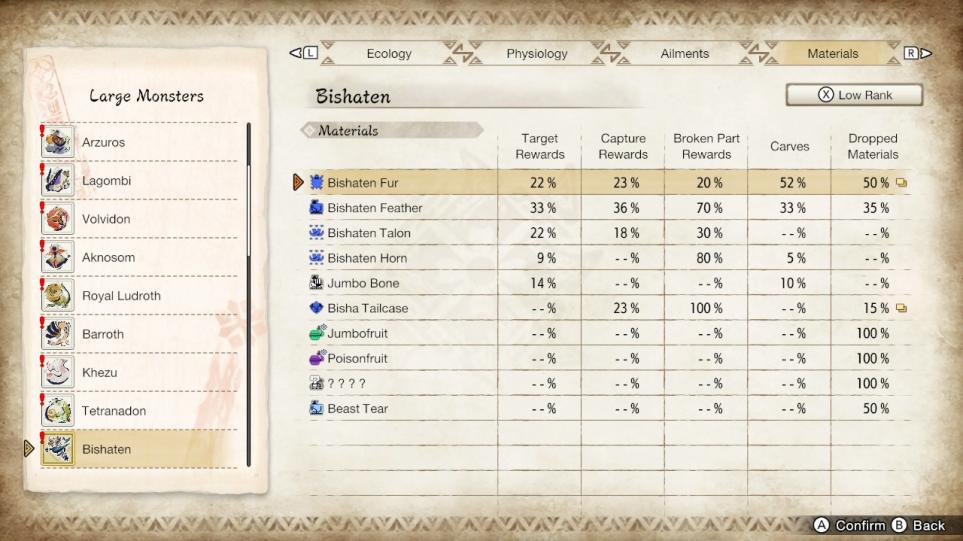 L Ecology Physiology Ailments Materials R
Large Monsters
Arzuros
Lagombi
Volvidon
Aknosom
Royal Ludroth
Barroth
Khezu
Tetranadon
Bishaten
Bishaten
X Low Rank
Materials
Target Rewards Capture Rewards Broken Part Rewards Carves Dropped Materials
Bishaten Fur 22 % 23 % 20 % 52 % 50 %
Bishaten Feather 33 % 36 % 70 % 33 % 35 %
Bishaten Talon 22 % 18 % 30 % --% --%
Bishaten Horn 9 % --% 80 % 5 % --%
Jumbo Bone 14 % --% --% 10 % --%
Bisha Tailcase --% 23 % 100 % --% 15 %
Jumbofruit --% --% --% --% 100 %
Poisonfruit --% --% --% --% 100 %
? ? ? ? --% --% --% --% 100 %
Beast Tear --% --% --% --% 50 %
A Confirm B Back